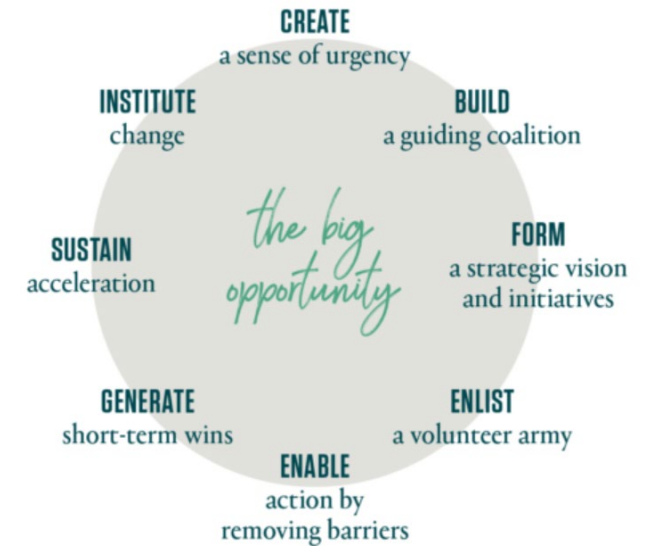 CREATE
a sense of urgency
BUILD
a guiding coalition
FORM
a strategic vision
and initiatives
ENLIST
a volunteer army
ENABLE
action by
removing barriers
GENERATE
short-term wins
SUSTAIN
acceleration
INSTITUTE
change
the big
opportunity